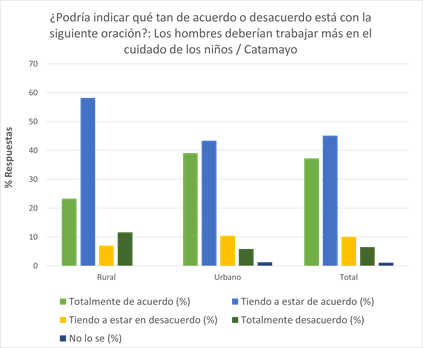 ¿Podría indicar qué tan de acuerdo o desacuerdo está con la
siguiente oración?: Los hombres deberían trabajar más en el
cuidado de los niños / Catamayo
70
60
50
40
30
20
10
0
% Respuestas
Rural Urbano Total
Totalmente de acuerdo (%) Tiendo a estar de acuerdo (%)
Tiendo a estar en desacuerdo (%) Totalmente desacuerdo (%)
No lo se (%)